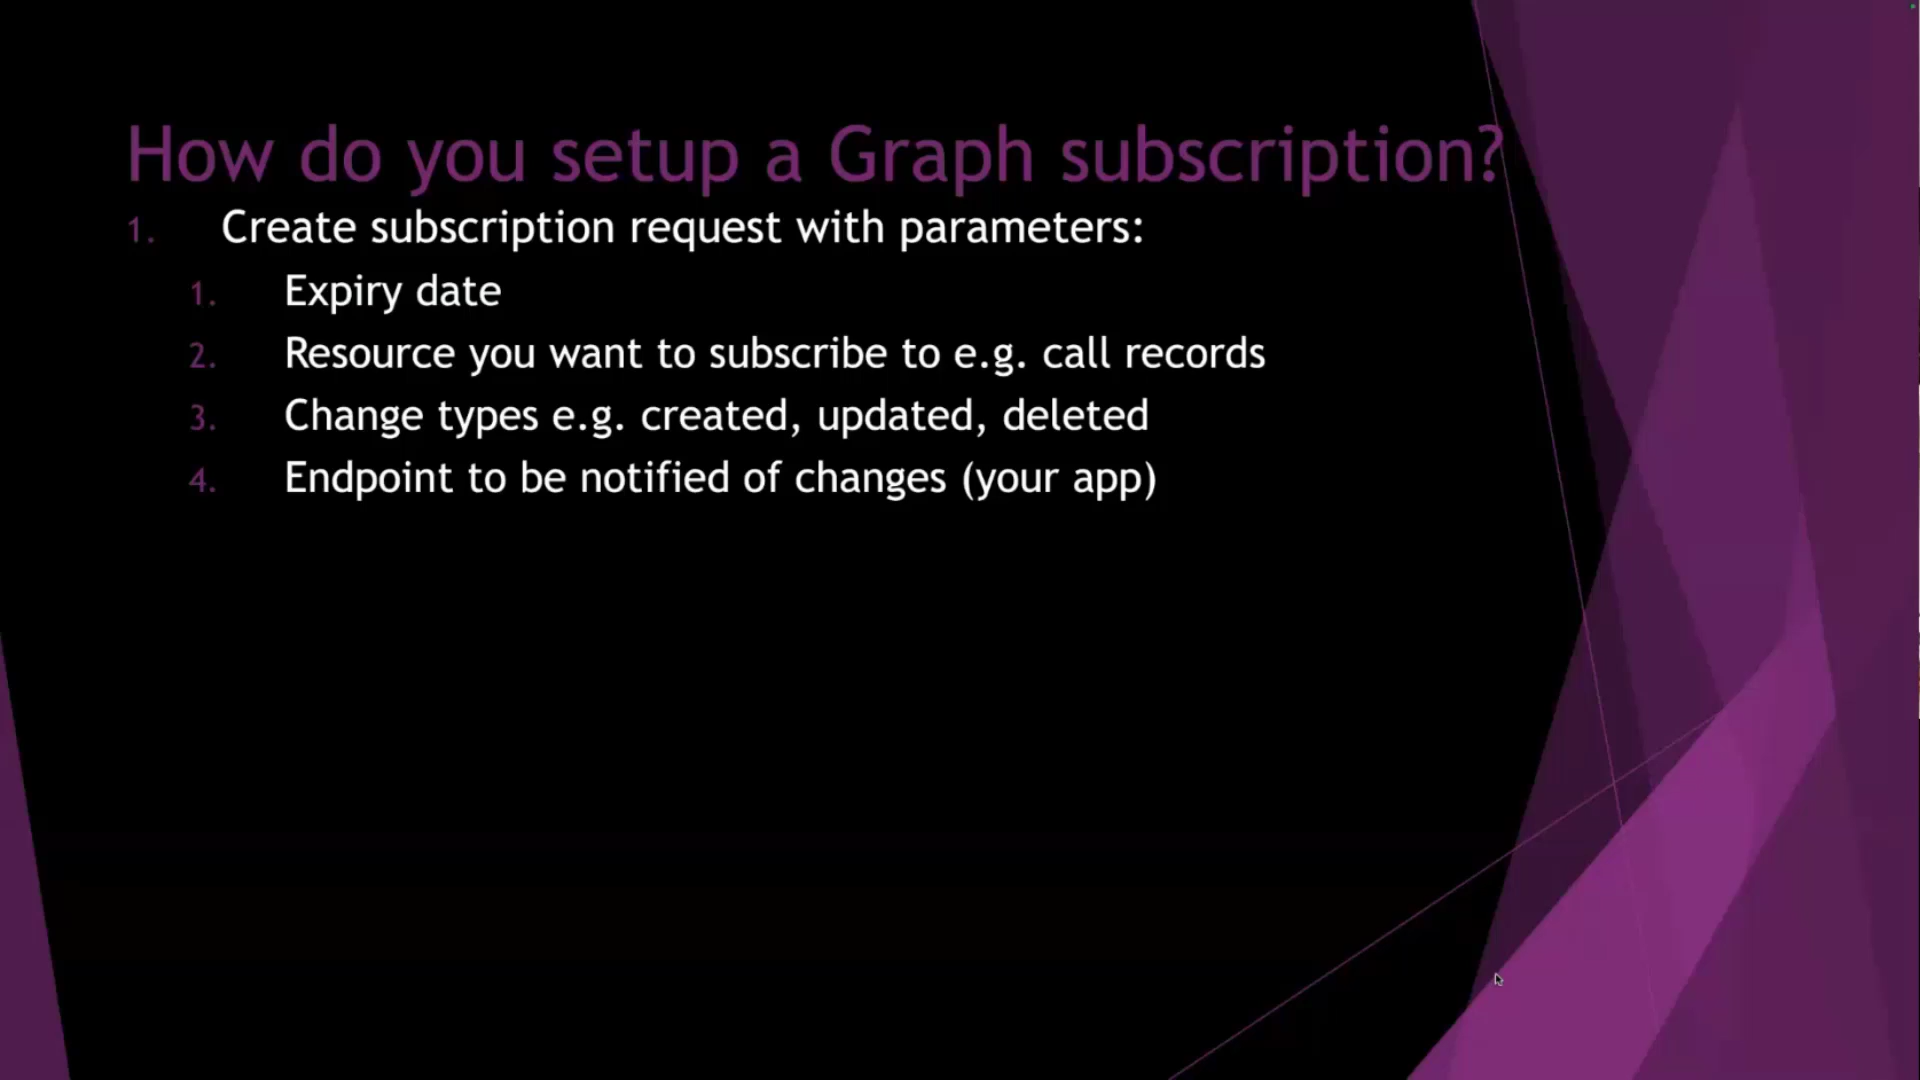 How do you setup a Graph subscription?
1. Create subscription request with parameters:
1. Expiry date
2. Resource you want to subscribe to e.g. call records
3. Change types e.g. created, updated, deleted
4. Endpoint to be notified of changes (your app)